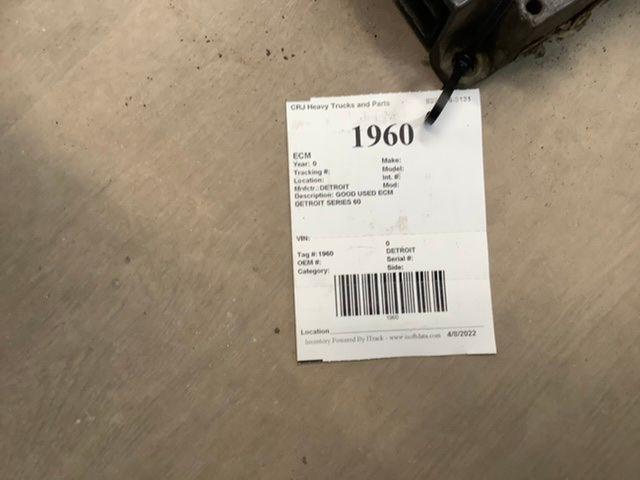 CRJ Heavy Trucks and Parts
1960
ECM
Year: 0 Make:
Tracking #: Model:
Location: Int. #:
Mnfctr.: DETROIT Mod:
Description: GOOD USED ECM
DETROIT SERIES 60
VIN:
0
Tag #: 1960 DETROIT
OEM #: Serial #:
Category: Side:
1960
Location
Inventory Powered By ITrack - www.isoftdata.com 4/8/2022